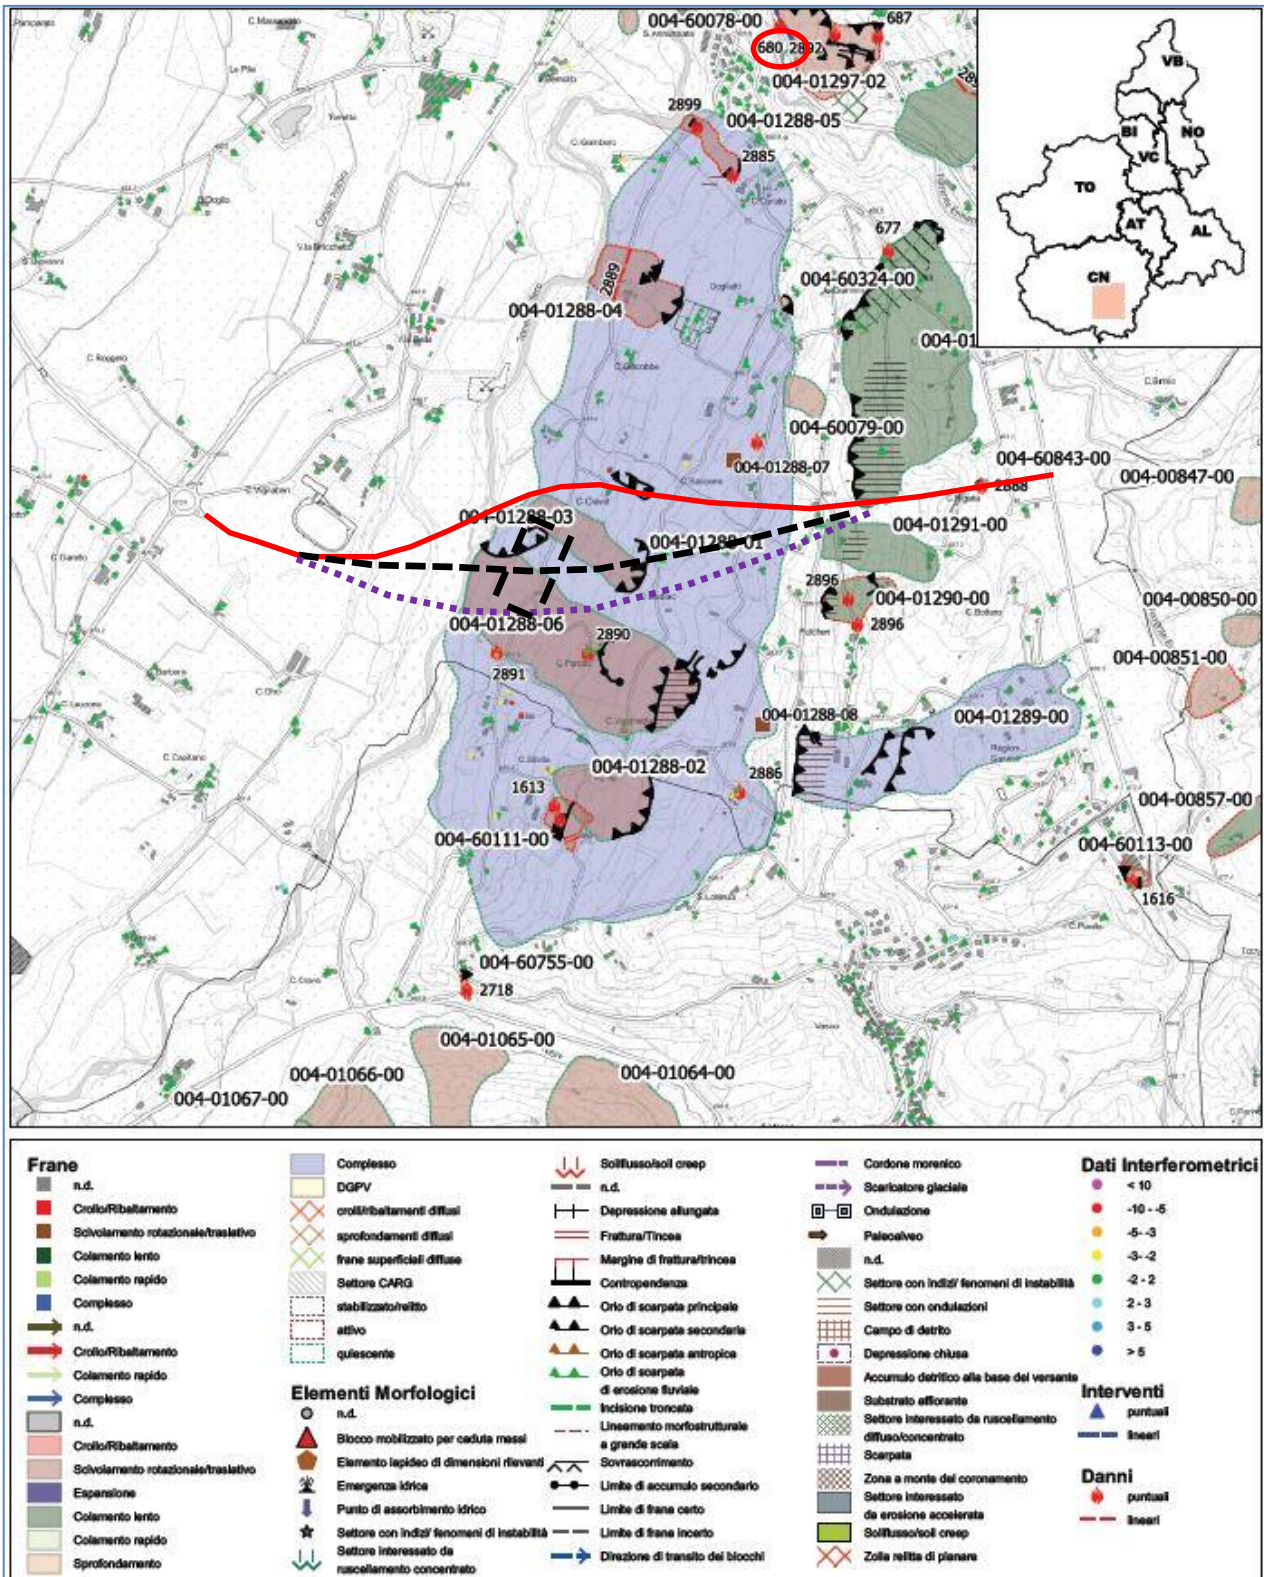 004-60078-00
687
S. Annunziata
680 2892
004-01297-02
2899
004-01288-05
2885
677
004-60324-00
2889
004-01288-04
004-01
004-60079-00
004-01288-07
004-60843-00
004-00847-00
2888
004-01288-03
004-01291-00
004-01288-01
2896
004-01290-00
004-00850-00
004-01288-06
2890
2896
2891
004-00851-00
004-01288-08
004-01289-00
004-01288-02
2886
1613
004-00857-00
004-60111-00
004-60113-00
1616
004-60755-00
2718
004-01065-00
004-01066-00
004-01064-00
004-01067-00
VB
BI
NO
VC
TO
AT
AL
CN
Frane
n.d.
Crollo/Ribaltamento
Scivolamento rotazionale/traslativo
Colamento lento
Colamento rapido
Complesso
n.d.
Crollo/Ribaltamento
Colamento rapido
Complesso
n.d.
Crollo/Ribaltamento
Scivolamento rotazionale/traslativo
Espansione
Colamento lento
Colamento rapido
Sprofondamento
Complesso
DGPV
crolli/ribaltamenti diffusi
sprofondamenti diffusi
frane superficiali diffuse
Settore CARG
stabilizzato/relitto
attivo
quiescente
Elementi Morfologici
n.d.
Blocco mobilizzato per caduta massi
Elemento lapideo di dimensioni rilevanti
Emergenza idrica
Punto di assorbimento idrico
Settore con indizi/ fenomeni di instabilità
Settore interessato da
ruscellamento concentrato
Soliflusso/soil creep
n.d.
Depressione allungata
Frattura/Tincea
Margine di frattura/trincea
Contropendenza
Orlo di scarpata principale
Orlo di scarpata secondaria
Orlo di scarpata antropica
Orlo di scarpata
di erosione fluviale
Incisione troncata
Lineamento morfostrutturale
a grande scala
Sovrascorrimento
Limite di accumulo secondario
Limite di frana certo
Limite di frana incerto
Direzione di transito dei blocchi
Cordone morenico
Scaricatore glaciale
Ondulazione
Paleoalveo
n.d.
Settore con indizi/ fenomeni di instabilità
Settore con ondulazioni
Campo di detrito
Depressione chiusa
Accumulo detritico alla base del versante
Substrato affiorante
Settore interessato da ruscellamento
diffuso/concentrato
Scarpata
Zona a monte del coronamento
Settore interessato
da erosione accelerata
Soliflusso/soil creep
Zolla relitta di pianare
Dati Interferometrici
< 10
-10 - -5
-5- -3
-3- -2
-2 - 2
2 - 3
3 - 5
> 5
Interventi
puntuali
lineari
Danni
puntuali
lineari